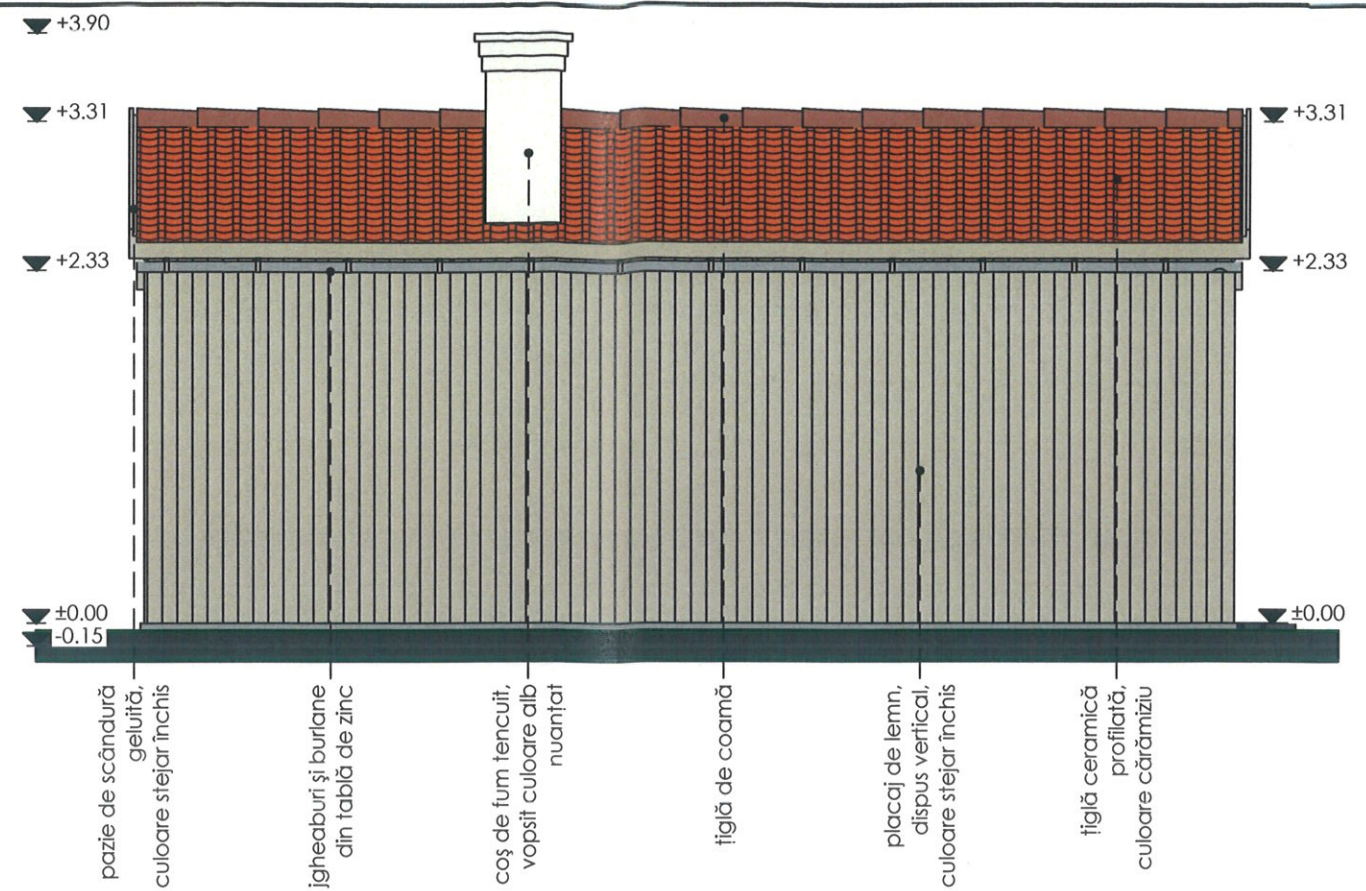 +3.90
+3.31
+3.31
+2.33
+2.33
±0.00
±0.00
-0.15
pazie de scândură
geluită,
culoare stejar închis
jgheaburi și burlane
din tablă de zinc
coș de fum tencuit,
vopsit culoare alb
nuanțat
țiglă de coamă
placaj de lemn,
dispus vertical,
culoare stejar închis
țiglă ceramică
profilată,
culoare cărămiziu